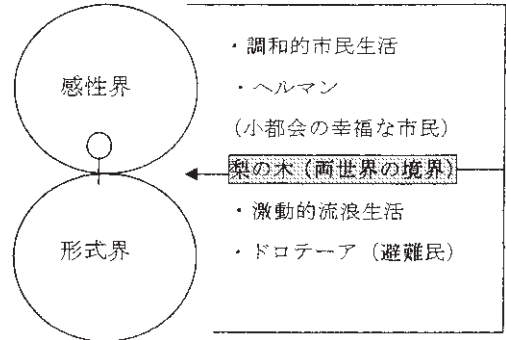 感性界
・調和的市民生活
・ヘルマン
(小都会の幸福な市民)
梨の木(両世界の境界)
・激動的流浪生活
形式界
・ドロテーア(避難民)